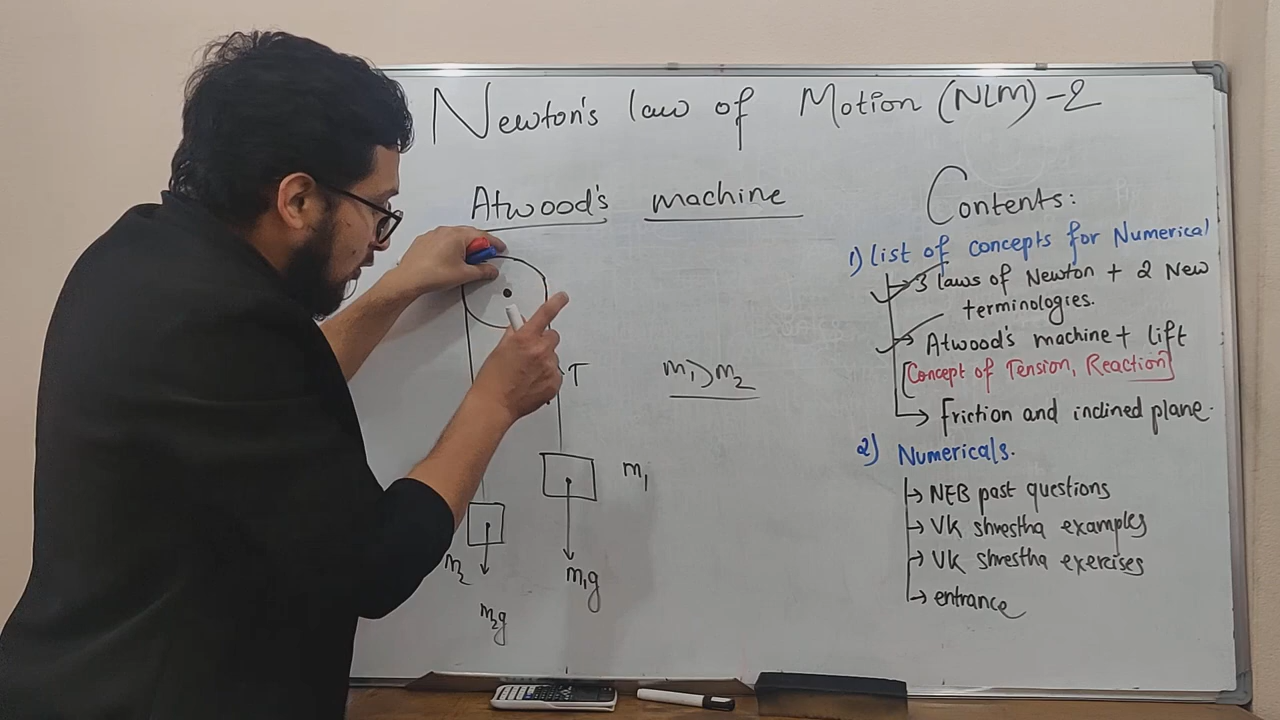 Newton's law of Motion (NLM)-2
Atwood's machine
T
m₁>m₂
m₁
m₂
m₁g
m₂g
Contents:
1) list of concepts for Numerical
→ 3 laws of Newton + 2 New
terminologies.
→ Atwood's machine + lift
[Concept of Tension, Reaction]
→ friction and inclined plane.
2) Numericals.
→ NEB past questions
→ VK shrestha examples
→ VK shrestha exercises
→ entrance